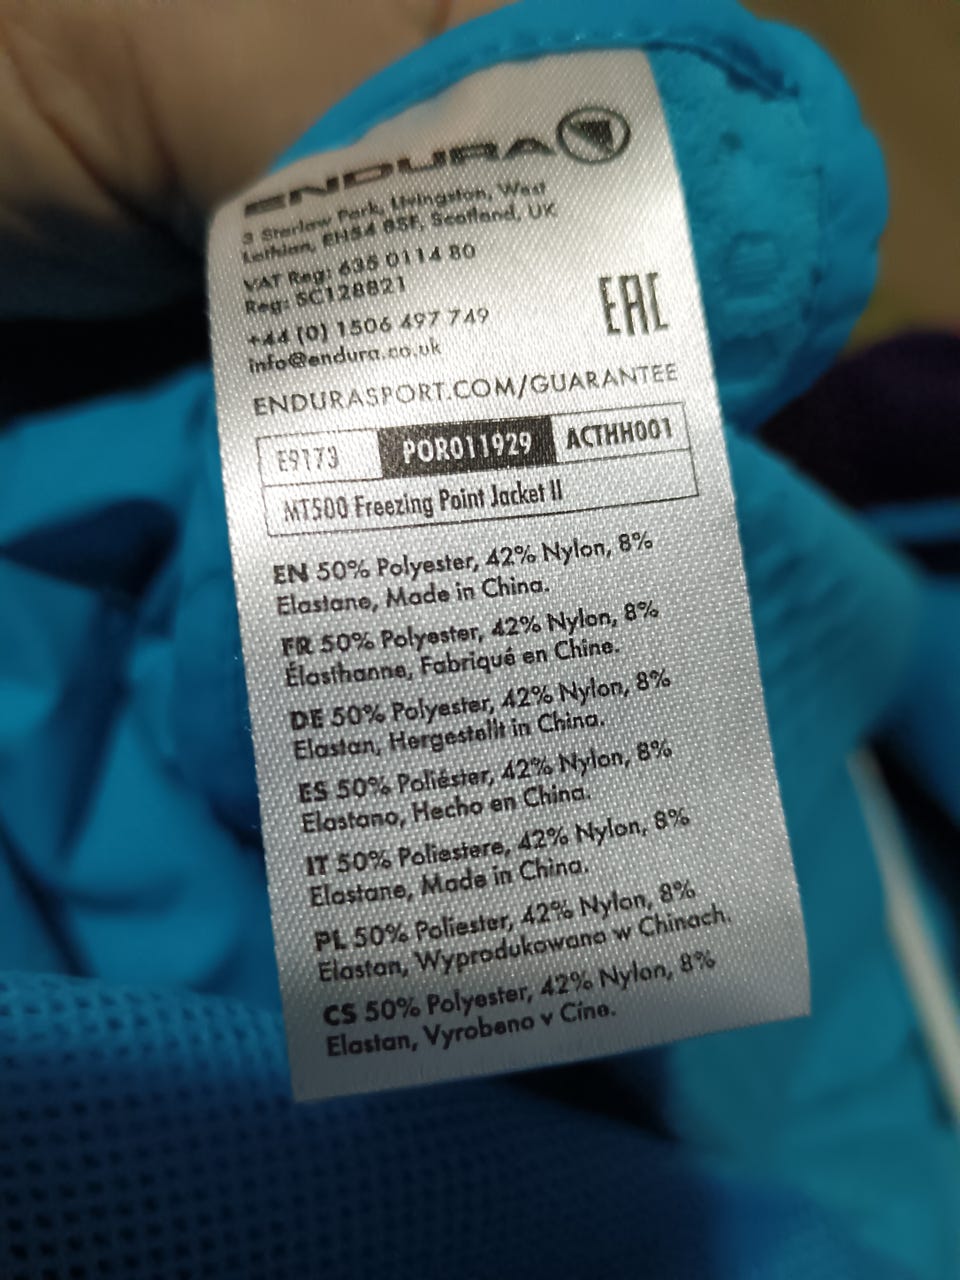 ENDURA
3 Starlaw Park, Livingston, West
Lothian, EH54 8SF, Scotland, UK
VAT Reg: 635 0114 80
Reg: SC128821
+44 (0) 1506 497 749
info@endura.co.uk
EAC
ENDURASPORT.COM/GUARANTEE
E9173 POR011929 ACTHH001
MT500 Freezing Point Jacket II
EN 50% Polyester, 42% Nylon, 8%
Elastane, Made in China.
FR 50% Polyester, 42% Nylon, 8%
Élasthanne, Fabriqué en Chine.
DE 50% Polyester, 42% Nylon, 8%
Elastan, Hergestellt in China.
ES 50% Poliéster, 42% Nylon, 8%
Elastano, Hecho en China.
IT 50% Poliestere, 42% Nylon, 8%
Elastane, Made in China.
PL 50% Poliester, 42% Nylon, 8%
Elastan, Wyprodukowano w Chinach.
CS 50% Polyester, 42% Nylon, 8%
Elastan, Vyrobeno v Číne.